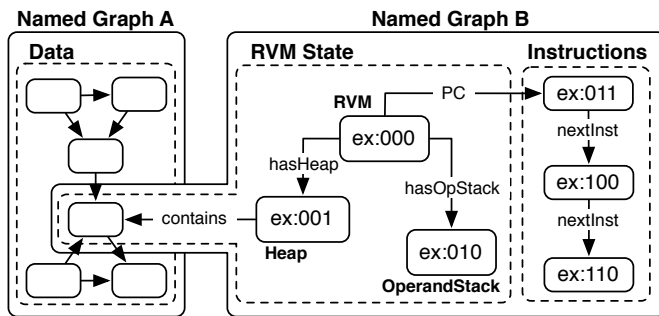 Named Graph A
Named Graph B
Data
RVM State
Instructions
RVM
PC
ex:011
ex:000
nextInst
hasHeap
hasOpStack
ex:100
contains
ex:001
nextInst
Heap
ex:010
ex:110
OperandStack